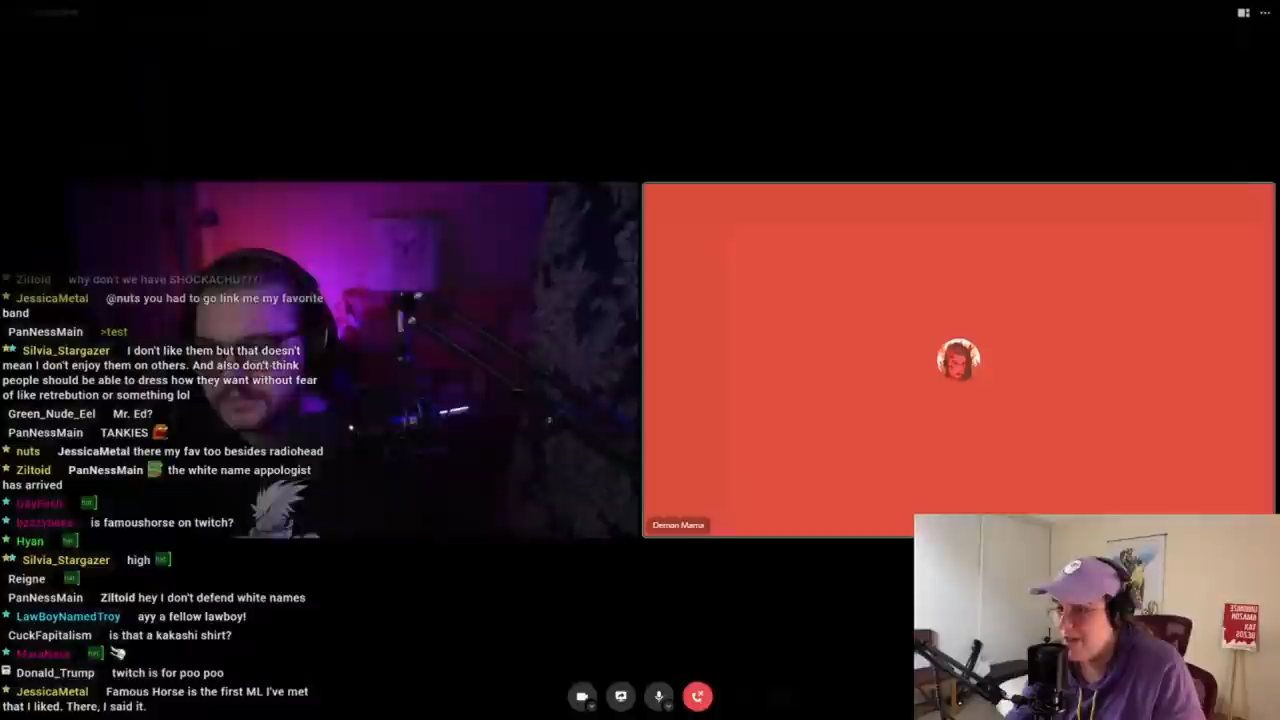 Ziltoid why don't we have SHOCKACHU???
JessicaMetal @nuts you had to go link me my favorite
band
PanNessMain >test
Silvia_Stargazer I don't like them but that doesn't
mean I don't enjoy them on others. And also don't think
people should be able to dress how they want without fear
of like retrebution or something lol
Green_Nude_Eel Mr. Ed?
PanNessMain TANKIES
nuts JessicaMetal there my fav too besides radiohead
Ziltoid PanNessMain the white name appologist
has arrived
is famoushorse on twitch?
Hyan
Silvia_Stargazer high
Reigne
PanNessMain Ziltoid hey I don't defend white names
LawBoyNamedTroy ayy a fellow lawboy!
CuckFapitalism is that a kakashi shirt?
Donald_Trump twitch is for poo poo
JessicaMetal Famous Horse is the first ML I've met
that I liked. There, I said it.
Demon Mama
UNIONIZE
AMAZON
TAX
BEZOS